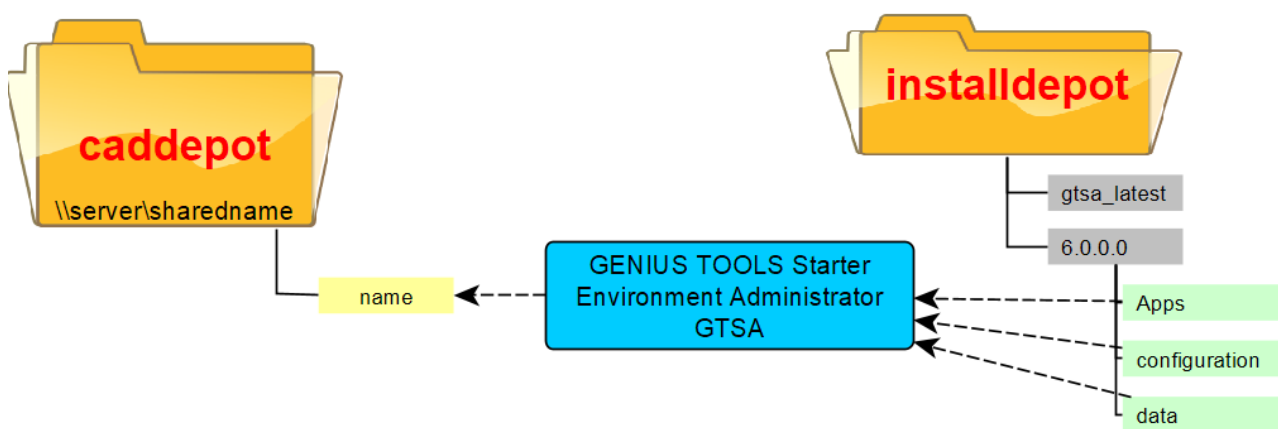 caddepot
\\server\sharedname
name
GENIUS TOOLS Starter
Environment Administrator
GTSA
installdepot
gtsa_latest
6.0.0.0
Apps
configuration
data